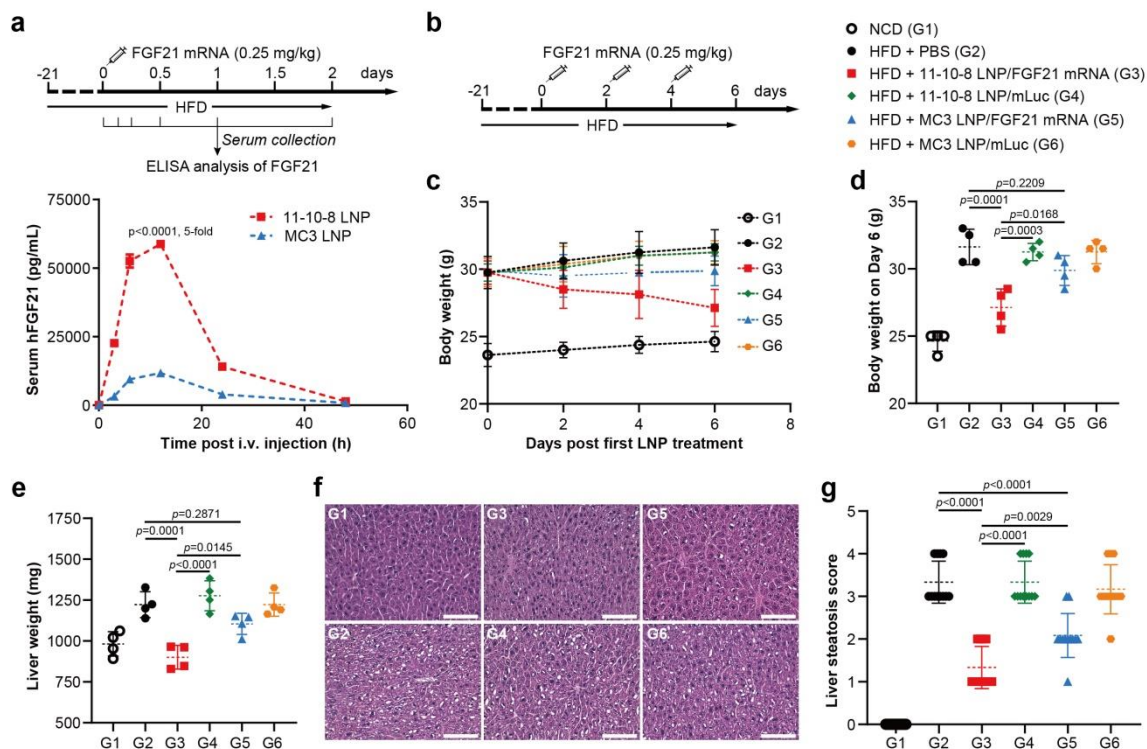 a
FGF21 mRNA (0.25 mg/kg)
-21 0 0.5 1 1.5 2 days
HFD
Serum collection
ELISA analysis of FGF21
75000
50000
25000
0
Serum hFGF21 (pg/mL)
p<0.0001, 5-fold
11-10-8 LNP
MC3 LNP
0 20 40 60
Time post i.v. injection (h)
b
FGF21 mRNA (0.25 mg/kg)
-21 0 2 4 6 days
HFD
NCD (G1)
HFD + PBS (G2)
HFD + 11-10-8 LNP/FGF21 mRNA (G3)
HFD + 11-10-8 LNP/mLuc (G4)
HFD + MC3 LNP/FGF21 mRNA (G5)
HFD + MC3 LNP/mLuc (G6)
c
35
30
25
20
Body weight (g)
G1
G2
G3
G4
G5
G6
0 2 4 6 8
Days post first LNP treatment
d
35
30
25
20
Body weight on Day 6 (g)
p=0.2209
p=0.0001
p=0.0168
p=0.0003
G1 G2 G3 G4 G5 G6
e
1750
1500
1250
1000
750
500
Liver weight (mg)
p=0.2871
p=0.0001
p=0.0145
p<0.0001
G1 G2 G3 G4 G5 G6
f
G1 G3 G5
G2 G4 G6
g
5
4
3
2
1
0
Liver steatosis score
p<0.0001
p<0.0001
p=0.0029
p<0.0001
G1 G2 G3 G4 G5 G6